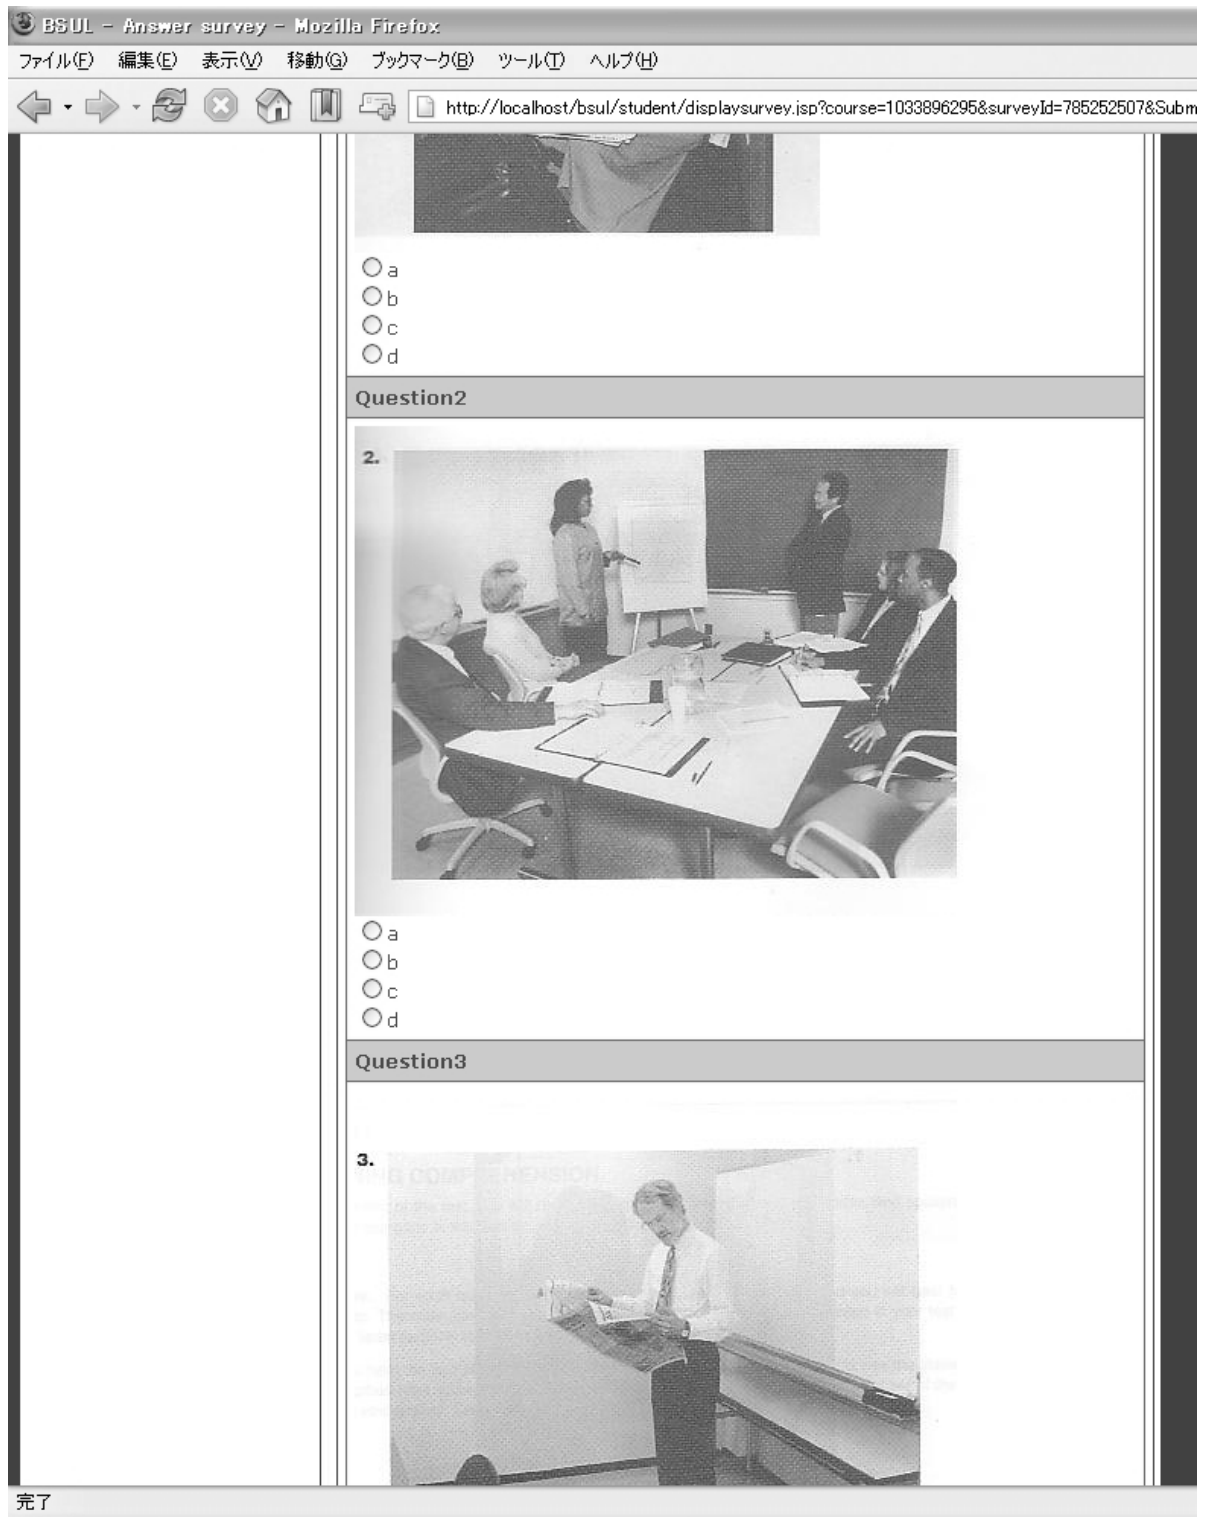 BSUL - Answer survey - Mozilla Firefox
ファイル(F) 編集(E) 表示(V) 移動(G) ブックマーク(B) ツール(T) ヘルプ(H)
http://localhost/bsul/student/displaysurvey.jsp?course=1033896295&surveyId=785252507&Subm
a
b
c
d
Question2
2.
a
b
c
d
Question3
3.
完了